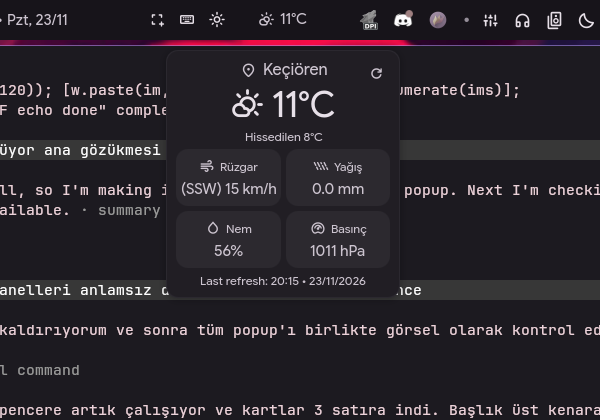 • Pzt, 23/11
11°C
DPI
Keçiören
120)); [w.paste(im,
umerate(ims)];
11°C
F echo done" comple
Hissedilen 8°C
üyor ana gözükmesi
Rüzgar
(SSW) 15 km/h
Yağış
0.0 mm
ll, so I'm making i
popup. Next I'm checki
ailable. · summary
Nem
56%
Basınç
1011 hPa
Last refresh: 20:15 • 23/11/2026
anelleri anlamsız
nce
kaldırıyorum ve sonra tüm popup'ı birlikte görsel olarak kontrol ed
l command
pencere artık çalışıyor ve kartlar 3 satıra indi. Başlık üst kenara